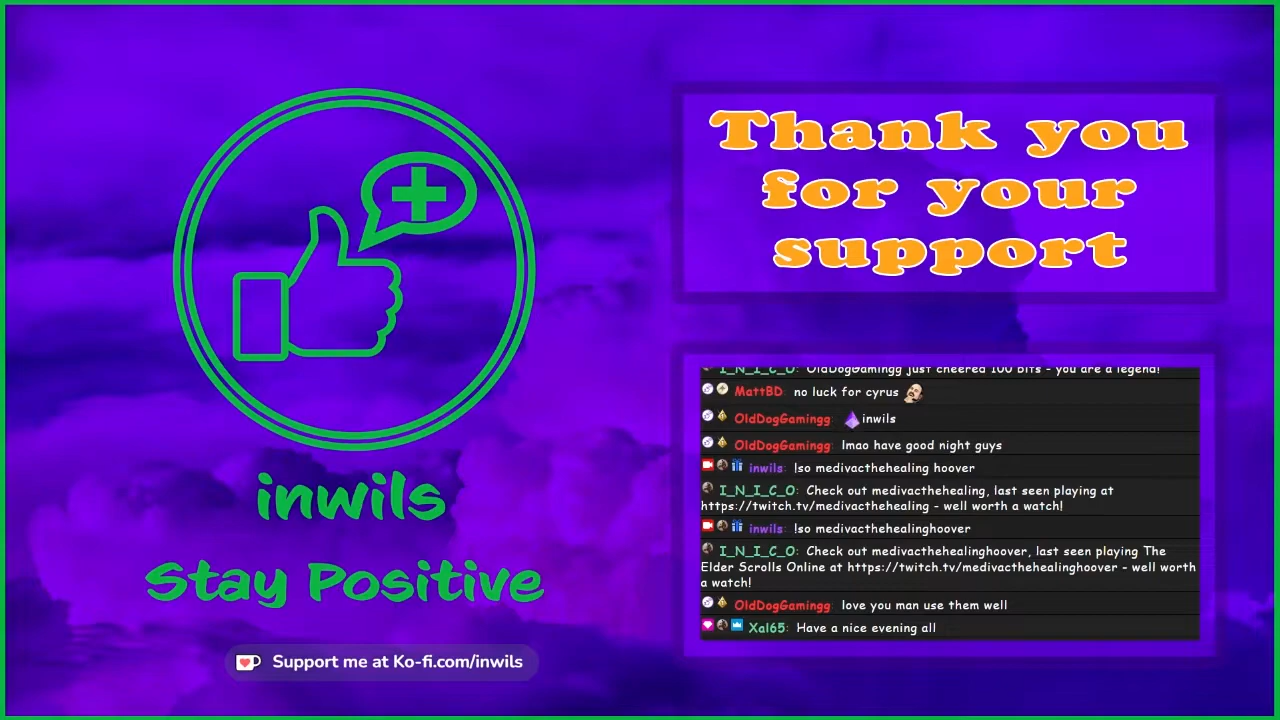 Thank you
for your
support
inwils
Stay Positive
Support me at Ko-fi.com/inwils
I_N_I_C_O: OldDogGamingg just cheered 100 bits - you are a legend!
MattBD: no luck for cyrus
OldDogGamingg: inwils
OldDogGamingg: lmao have good night guys
inwils: !so medivacthehealing hoover
I_N_I_C_O: Check out medivacthehealing, last seen playing at
https://twitch.tv/medivacthehealing - well worth a watch!
inwils: !so medivacthehealinghoover
I_N_I_C_O: Check out medivacthehealinghoover, last seen playing The
Elder Scrolls Online at https://twitch.tv/medivacthehealinghoover - well worth
a watch!
OldDogGamingg: love you man use them well
Xal65: Have a nice evening all